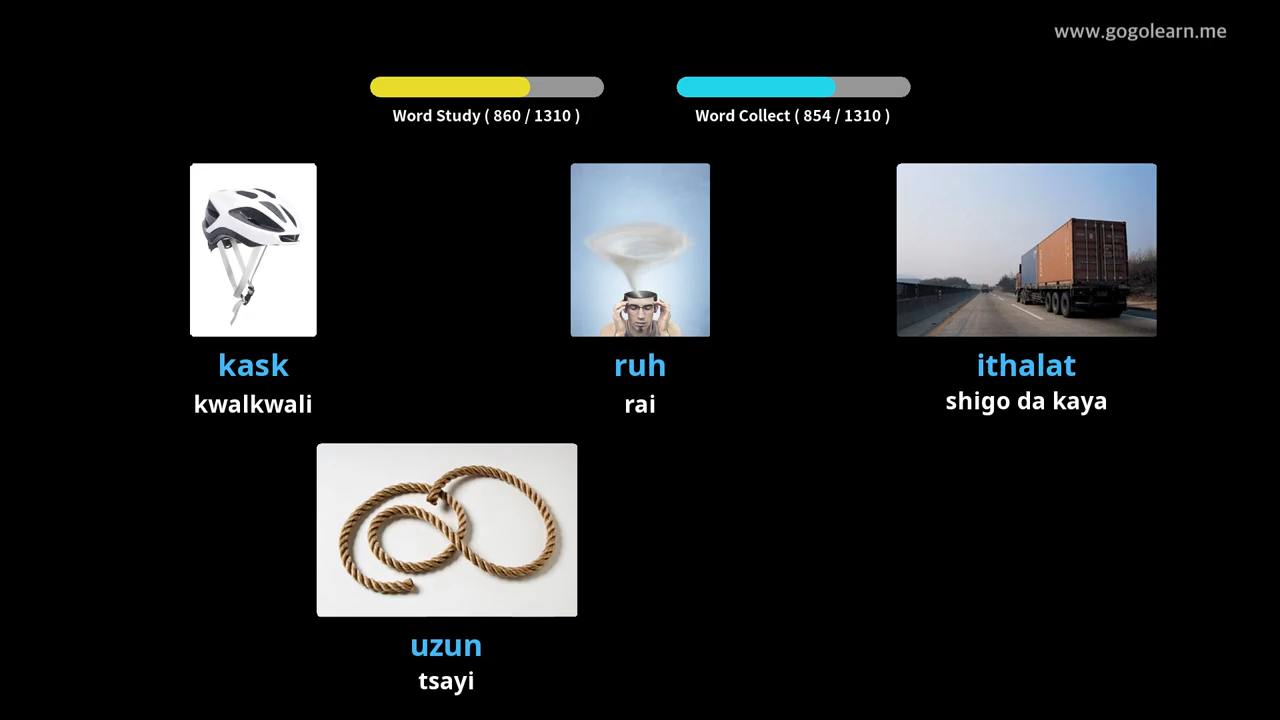 www.gogolearn.me
Word Study ( 860 / 1310 )
Word Collect ( 854 / 1310 )
kask
kwalkwali
ruh
rai
ithalat
shigo da kaya
uzun
tsayi